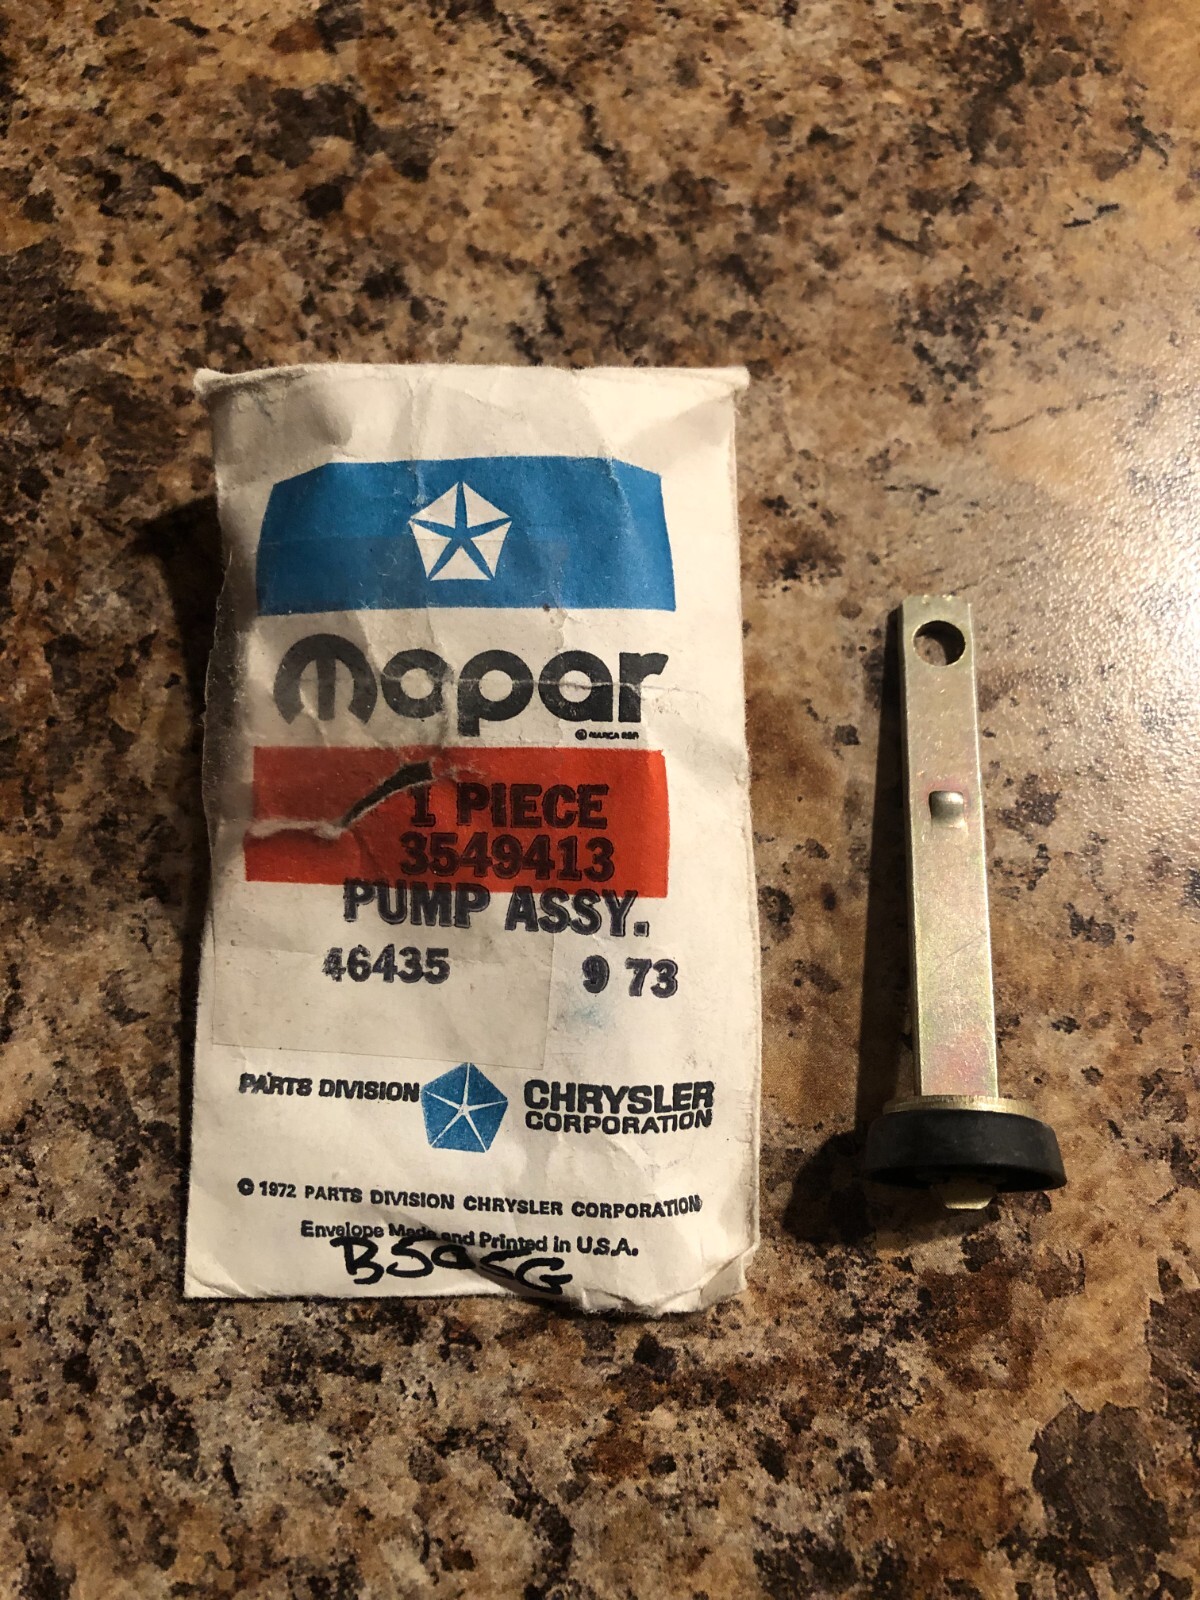 mopar
® MARCA REG
1 PIECE
3549413
PUMP ASSY.
46435 9 73
PARTS DIVISION CHRYSLER CORPORATION
© 1972 PARTS DIVISION CHRYSLER CORPORATION
Envelope Made and Printed in U.S.A.